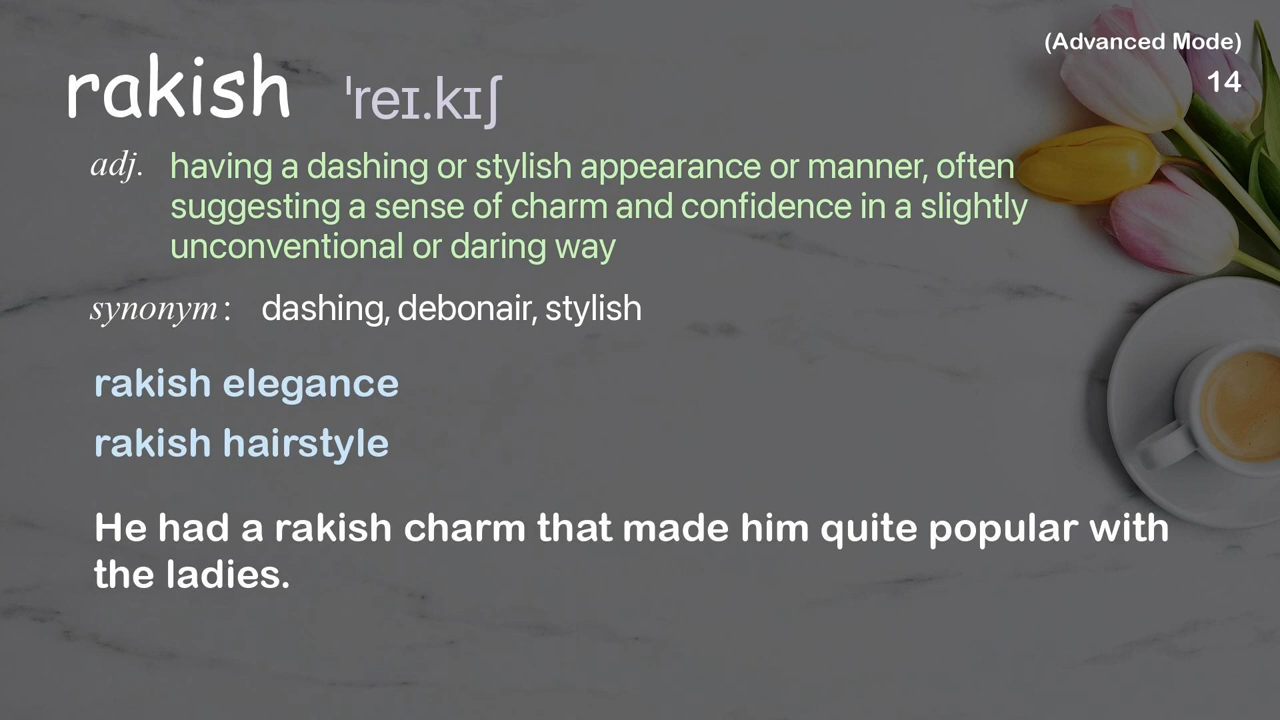 (Advanced Mode)
14
rakish ˈreɪ.kɪʃ
adj. having a dashing or stylish appearance or manner, often
suggesting a sense of charm and confidence in a slightly
unconventional or daring way
synonym: dashing, debonair, stylish
rakish elegance
rakish hairstyle
He had a rakish charm that made him quite popular with
the ladies.